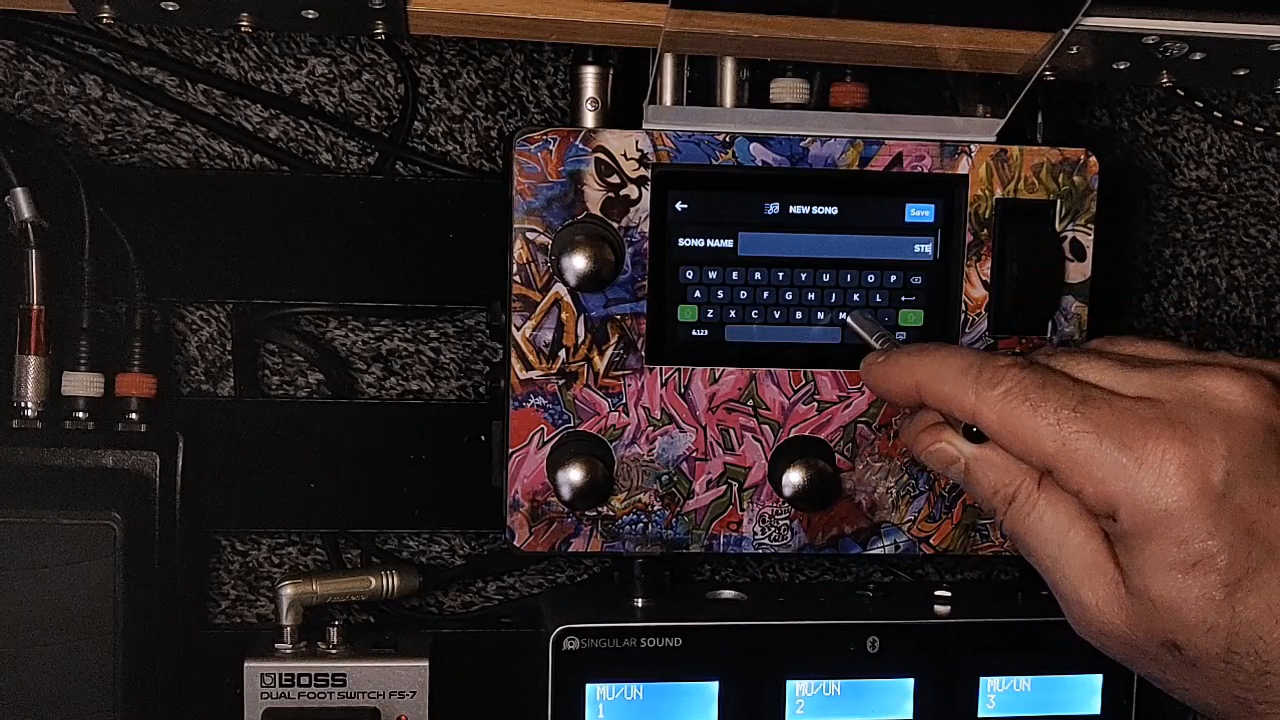 NEW SONG
Save
SONG NAME
STE
Q W E R T Y U I O P
A S D F G H J K L
Z X C V B N M .
&123
SINGULAR SOUND
BOSS
DUAL FOOT SWITCH FS-7
MU/UN
1
MU/UN
2
MU/UN
3